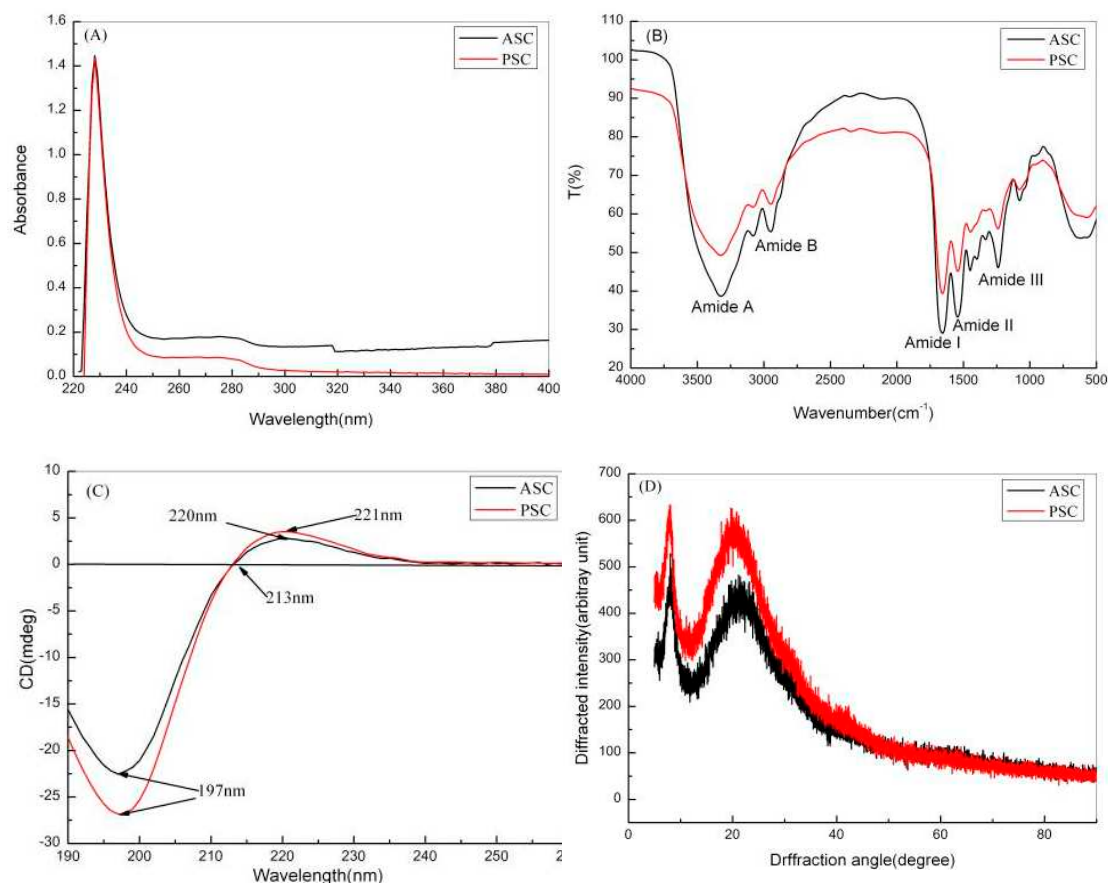 (A)
ASC
PSC
1.6
1.4
1.2
1.0
0.8
0.6
0.4
0.2
0.0
Absorbance
220 240 260 280 300 320 340 360 380 400
Wavelength(nm)
(B)
ASC
PSC
110
100
90
80
70
60
50
40
30
20
T(%)
Amide A
Amide B
Amide I
Amide II
Amide III
4000 3500 3000 2500 2000 1500 1000 500
Wavenumber(cm⁻¹)
(C)
ASC
PSC
10
5
0
-5
-10
-15
-20
-25
-30
CD(mdeg)
220nm
221nm
213nm
197nm
190 200 210 220 230 240 250 2
Wavelength(nm)
(D)
ASC
PSC
700
600
500
400
300
200
100
0
Diffracted intensity(arbitray unit)
0 20 40 60 80
Drffraction angle(degree)